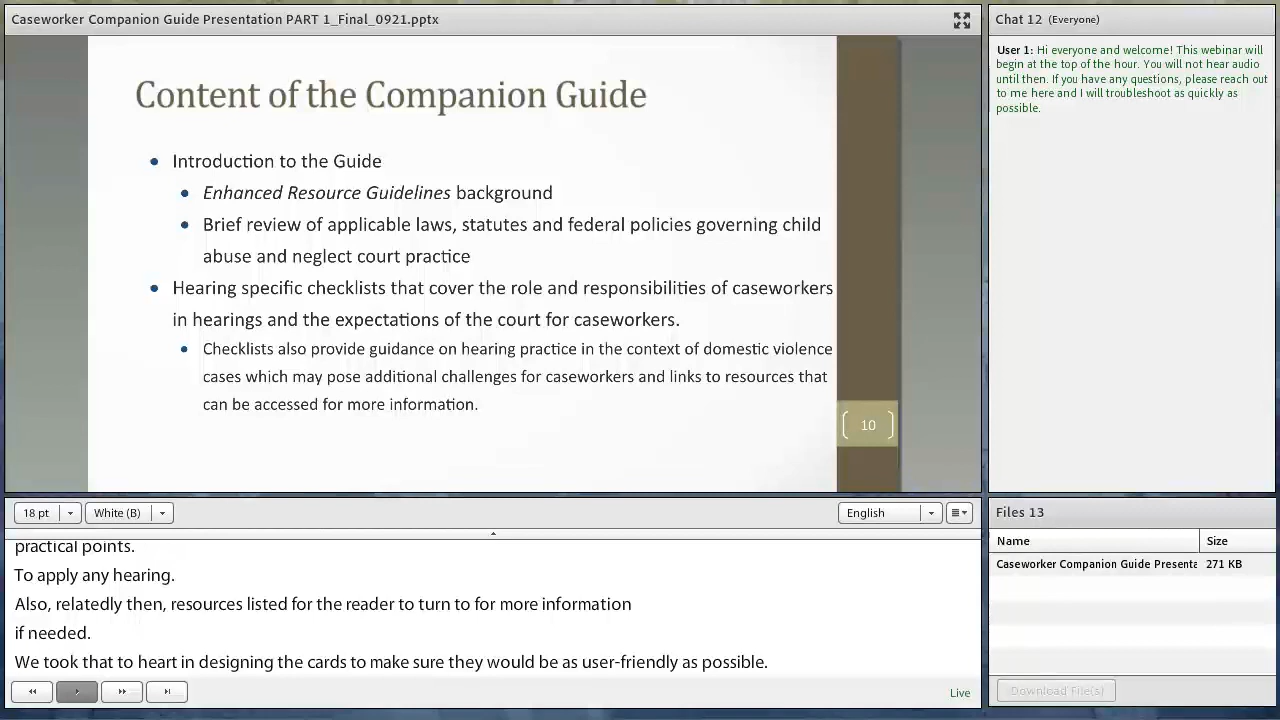 Caseworker Companion Guide Presentation PART 1_Final_0921.pptx
Content of the Companion Guide
Introduction to the Guide
Enhanced Resource Guidelines background
Brief review of applicable laws, statutes and federal policies governing child
abuse and neglect court practice
Hearing specific checklists that cover the role and responsibilities of caseworkers
in hearings and the expectations of the court for caseworkers.
Checklists also provide guidance on hearing practice in the context of domestic violence
cases which may pose additional challenges for caseworkers and links to resources that
can be accessed for more information.
10
Chat 12 (Everyone)
User 1: Hi everyone and welcome! This webinar will
begin at the top of the hour. You will not hear audio
until then. If you have any questions, please reach out
to me here and I will troubleshoot as quickly as
possible.
18 pt
White (B)
English
practical points.
To apply any hearing.
Also, relatedly then, resources listed for the reader to turn to for more information
if needed.
We took that to heart in designing the cards to make sure they would be as user-friendly as possible.
Live
Files 13
Name Size
Caseworker Companion Guide Presenta 271 KB
Download File(s)